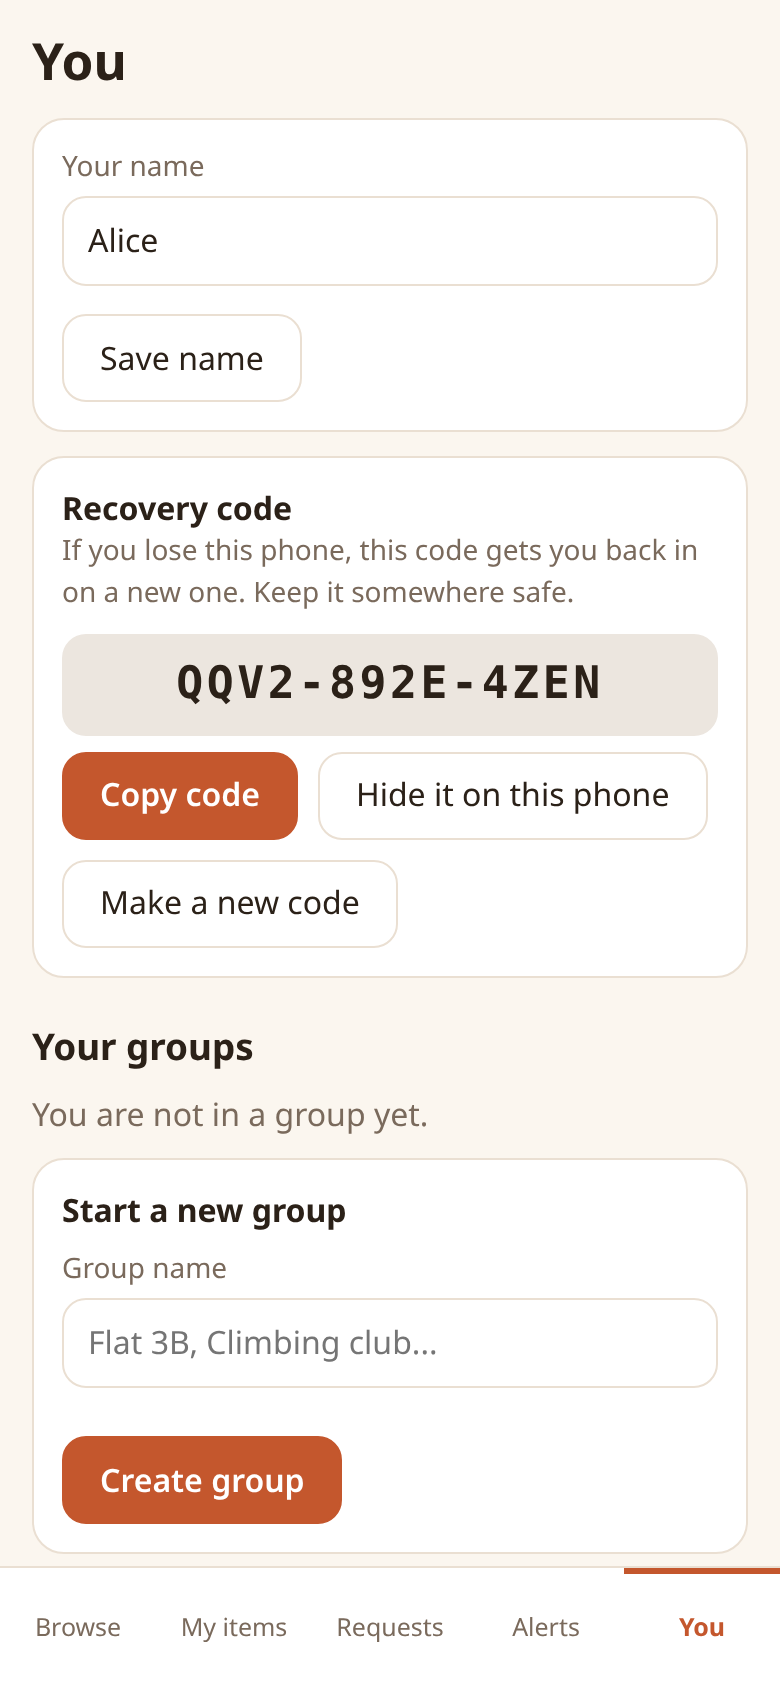 You
Your name
Alice
Save name
Recovery code
If you lose this phone, this code gets you back in
on a new one. Keep it somewhere safe.
QQV2-892E-4ZEN
Copy code
Hide it on this phone
Make a new code
Your groups
You are not in a group yet.
Start a new group
Group name
Flat 3B, Climbing club...
Create group
Browse
My items
Requests
Alerts
You